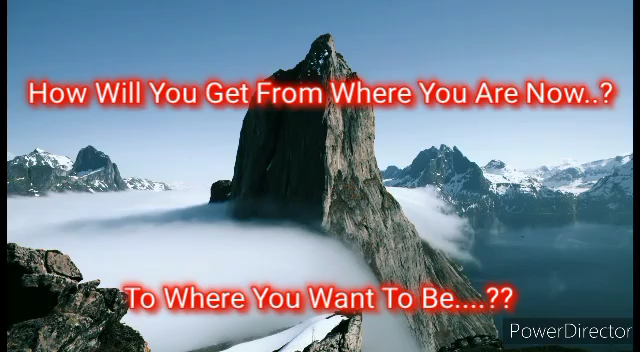 How Will You Get From Where You Are Now..?
To Where You Want To Be....??
PowerDirector